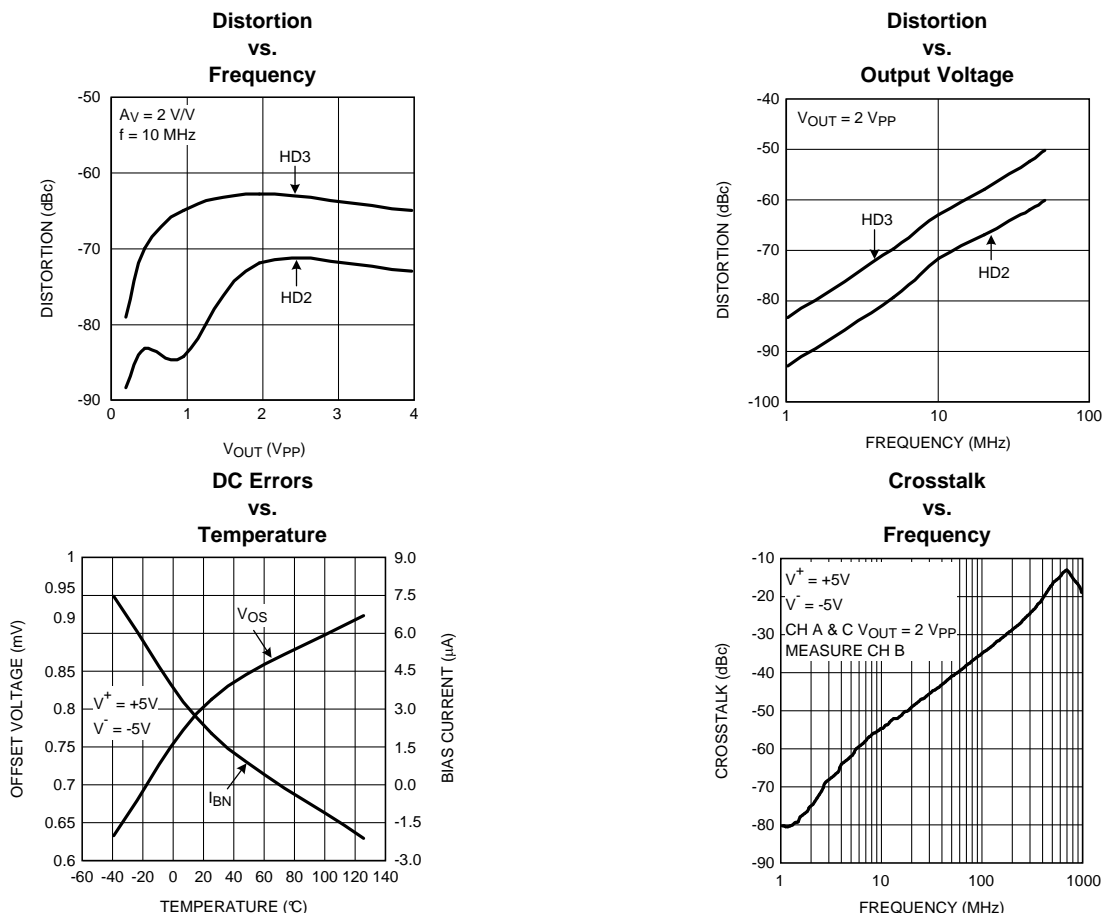 Distortion
vs.
Frequency
-50
-60
-70
-80
-90
DISTORTION (dBc)
AV = 2 V/V
f = 10 MHz
HD3
HD2
0 1 2 3 4
VOUT (VPP)
Distortion
vs.
Output Voltage
-40
-50
-60
-70
-80
-90
-100
DISTORTION (dBc)
VOUT = 2 VPP
HD3
HD2
1 10 100
FREQUENCY (MHz)
DC Errors
vs.
Temperature
1
0.95
0.9
0.85
0.8
0.75
0.7
0.65
0.6
OFFSET VOLTAGE (mV)
V+ = +5V
V- = -5V
VOS
IBN
9.0
7.5
6.0
4.5
3.0
1.5
0.0
-1.5
-3.0
BIAS CURRENT (μA)
-60 -40 -20 0 20 40 60 80 100 120 140
TEMPERATURE (°C)
Crosstalk
vs.
Frequency
-10
-20
-30
-40
-50
-60
-70
-80
-90
CROSSTALK (dBc)
V+ = +5V
V- = -5V
CH A & C VOUT = 2 VPP
MEASURE CH B
1 10 100 1000
FREQUENCY (MHz)